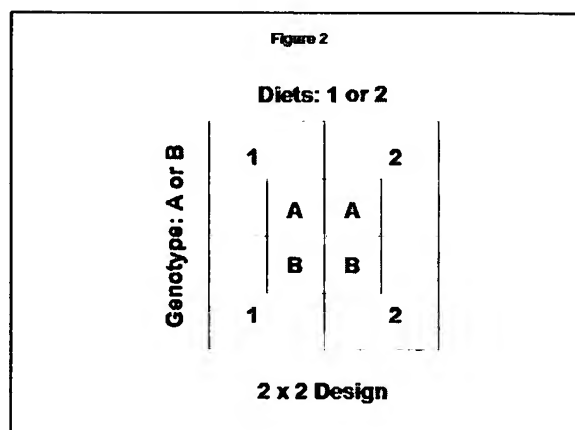 Figure 2
Diets: 1 or 2
Genotype: A or B
1 2
A A
B B
1 2
2 x 2 Design